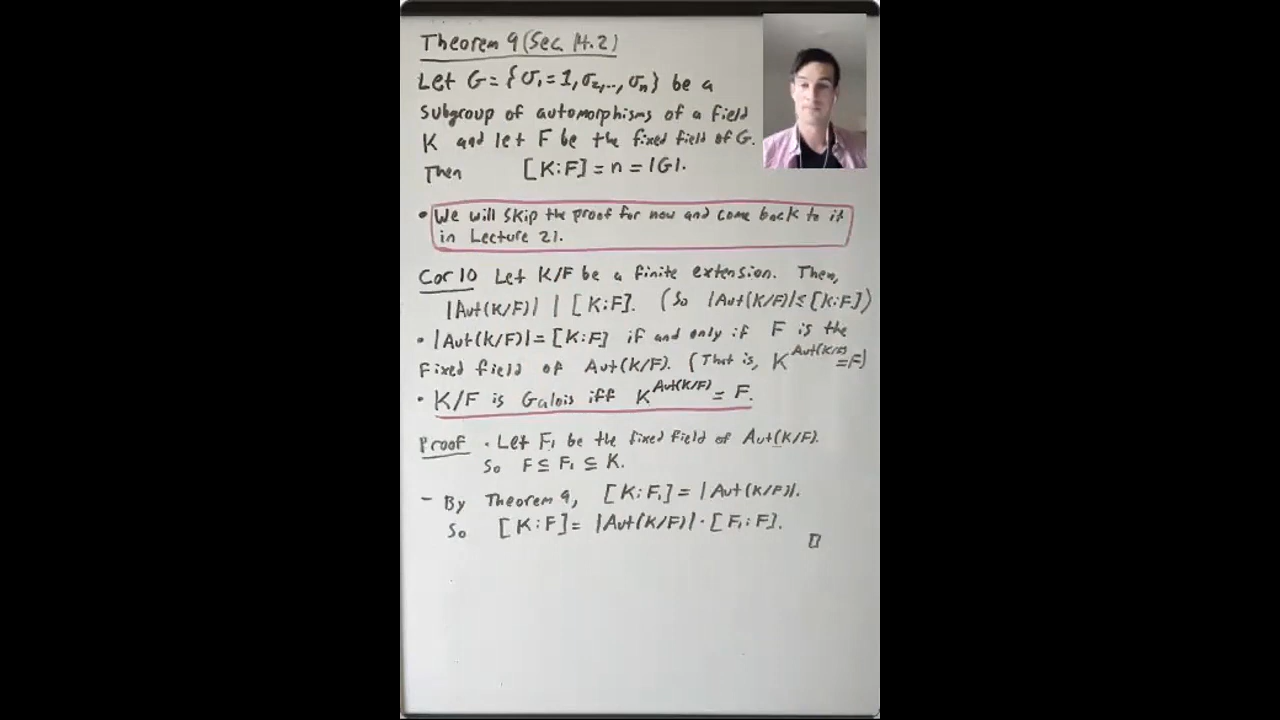 Theorem 9 (Sec. 14.2)
Let G = {σ₁ = 1, σ₂,..., σₙ} be a
subgroup of automorphisms of a field
K and let F be the fixed field of G.
Then [K:F] = n = |G|.
• We will skip the proof for now and come back to it
in Lecture 21.
Cor 10 Let K/F be a finite extension. Then,
|Aut(K/F)| | [K:F]. (So |Aut(K/F)| ≤ [K:F])
• |Aut(K/F)| = [K:F] if and only if F is the
fixed field of Aut(K/F). (That is, K^Aut(K/F) = F)
• K/F is Galois iff K^Aut(K/F) = F.
Proof • Let F₁ be the fixed field of Aut(K/F).
So F ⊆ F₁ ⊆ K.
- By Theorem 9, [K:F₁] = |Aut(K/F)|.
So [K:F] = |Aut(K/F)| · [F₁:F]. □